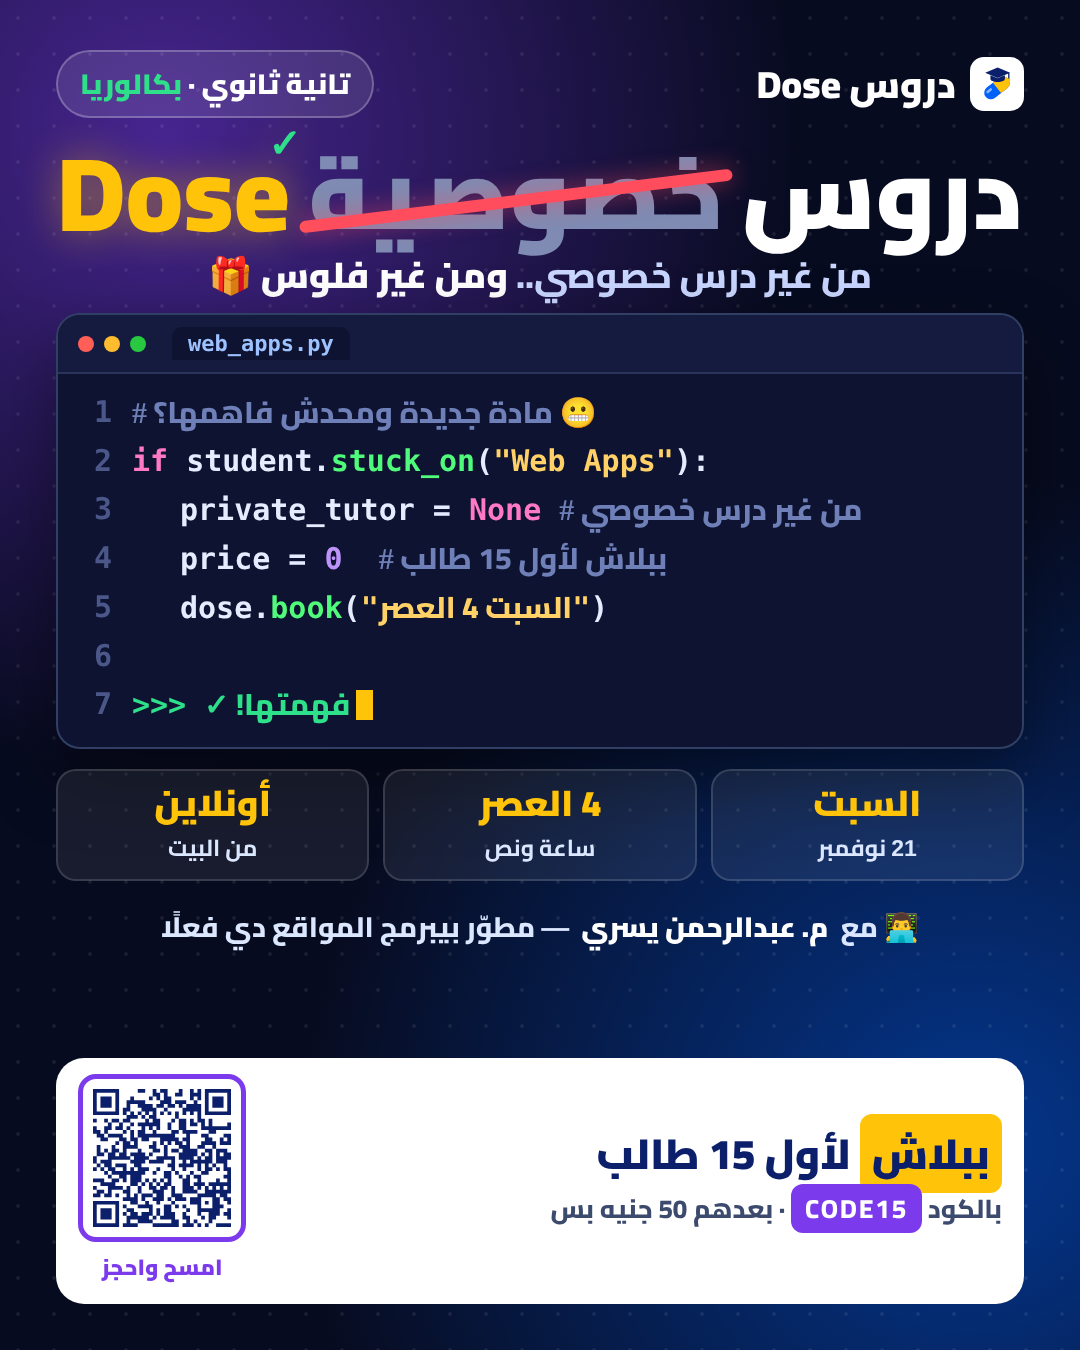 دروس Dose
تانية ثانوي · بكالوريا
دروس خصوصية Dose ✓
من غير درس خصوصي.. ومن غير فلوس 🎁
web_apps.py
1 # مادة جديدة ومحدش فاهمها؟ 😬
2 if student.stuck_on("Web Apps"):
3 private_tutor = None # من غير درس خصوصي
4 price = 0 # ببلاش لأول 15 طالب
5 dose.book("السبت 4 العصر")
6
7 >>> ✓ فهمتها!
السبت
21 نوفمبر
4 العصر
ساعة ونص
أونلاين
من البيت
👨‍💻 مع م. عبدالرحمن يسري — مطوّر بيبرمج المواقع دي فعلًا
ببلاش لأول 15 طالب
بالكود CODE15 · بعدهم 50 جنيه بس
امسح واحجز